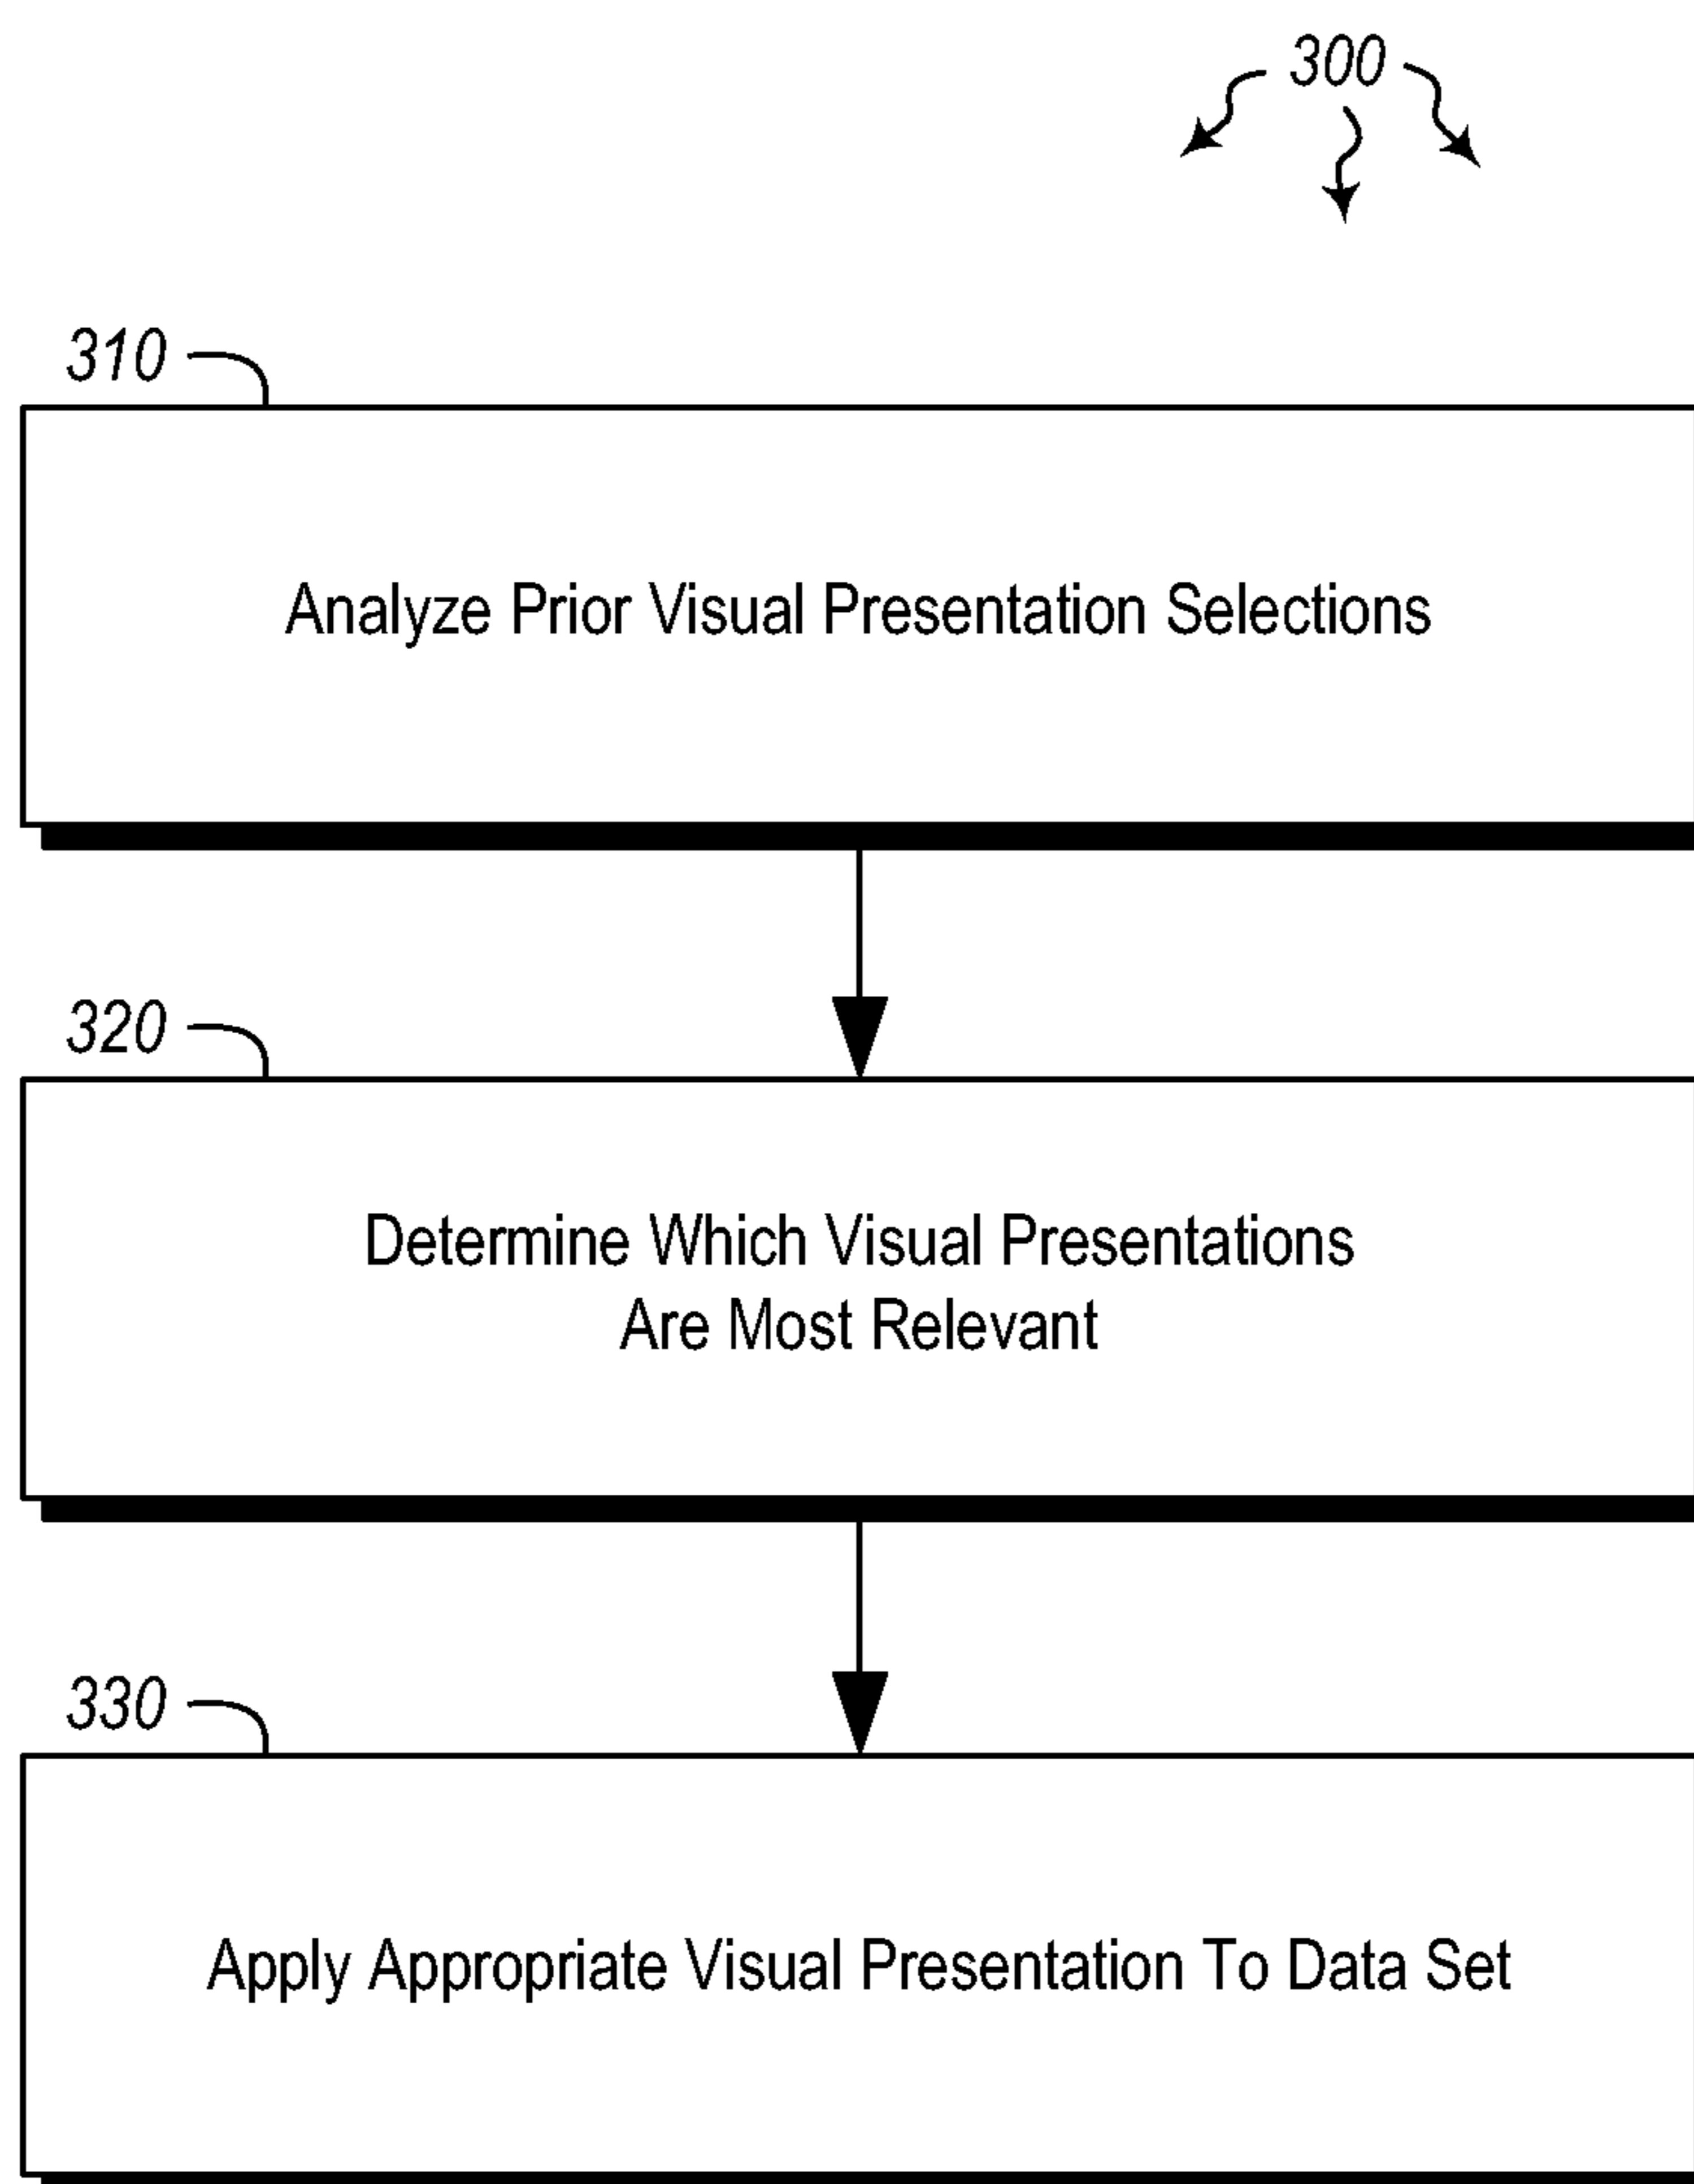 300
310
Analyze Prior Visual Presentation Selections
320
Determine Which Visual Presentations
Are Most Relevant
330
Apply Appropriate Visual Presentation To Data Set